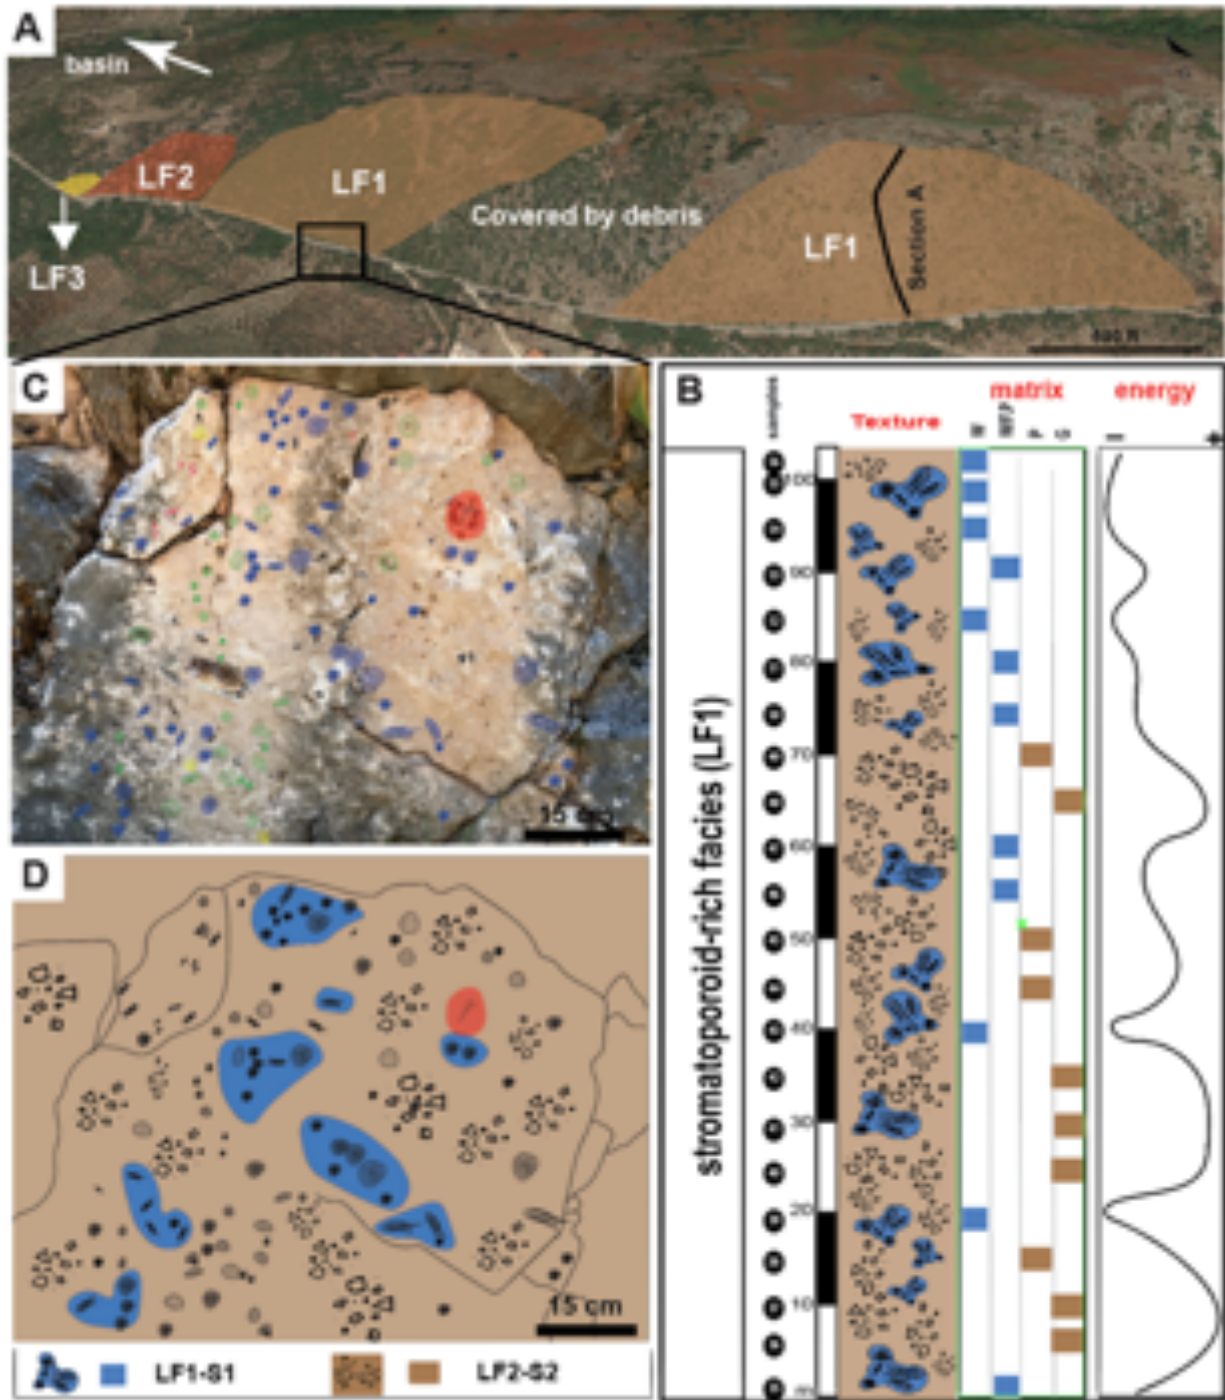 A
basin
LF2
LF1
LF3
Covered by debris
LF1
Section A
C
15 cm
B
samples
Texture
matrix
energy
W
W/P
P
G
-
+
stromatoporoid-rich facies (LF1)
100
90
80
70
60
50
40
30
20
10
m
D
15 cm
LF1-S1
LF2-S2